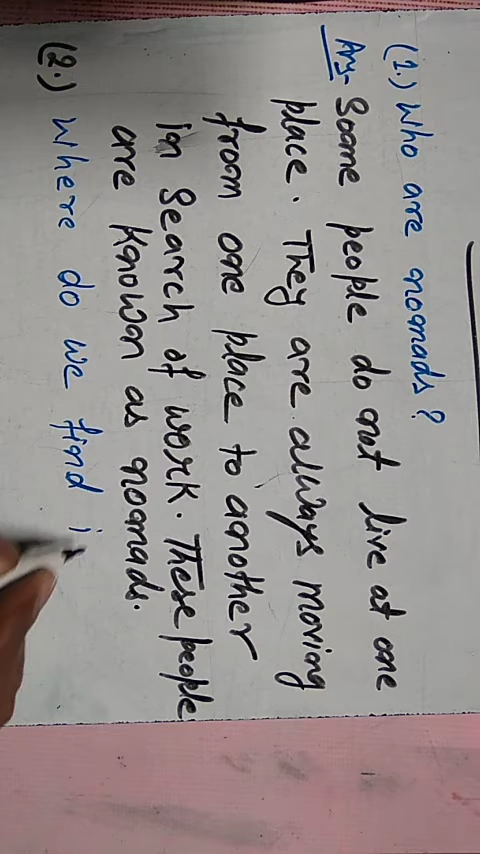 (1.) Who are nomads?
Ans- Some people do not live at one
place. They are always moving
from one place to another
in Search of work. These people
are Known as nomads.
(2.) Where do we find i